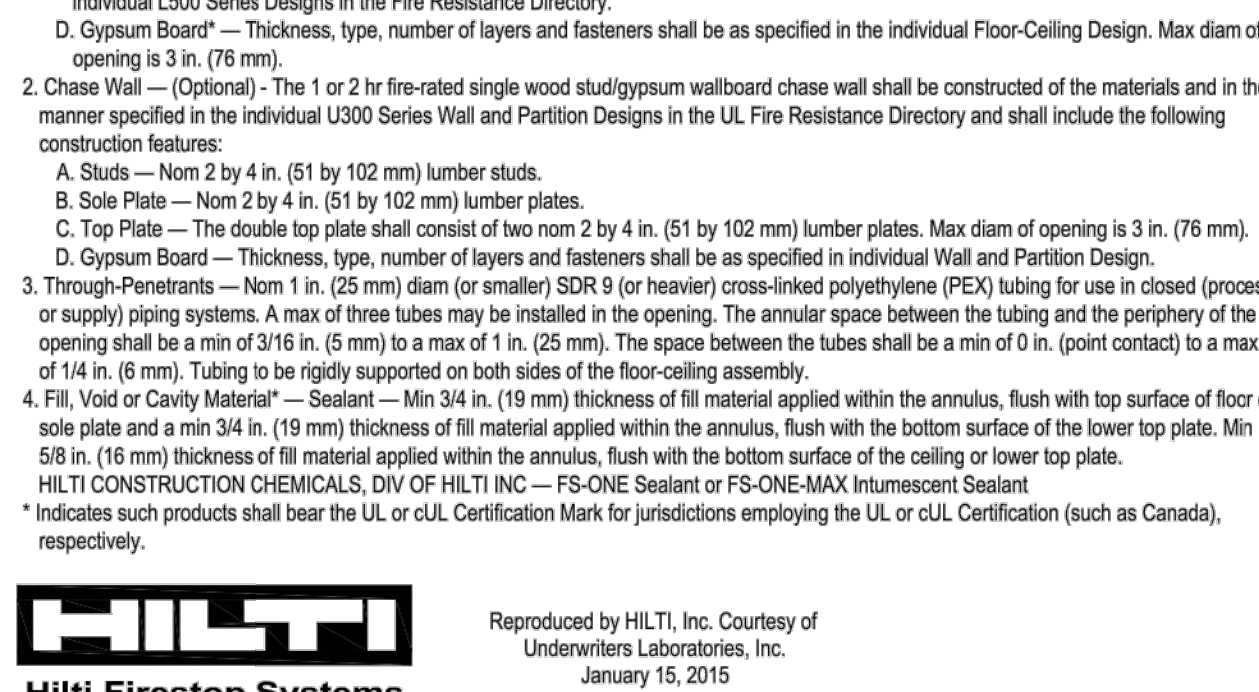 individual L500 Series Designs in the Fire Resistance Directory.
D. Gypsum Board* — Thickness, type, number of layers and fasteners shall be as specified in the individual Floor-Ceiling Design. Max diam of
opening is 3 in. (76 mm).
2. Chase Wall — (Optional) - The 1 or 2 hr fire-rated single wood stud/gypsum wallboard chase wall shall be constructed of the materials and in the
manner specified in the individual U300 Series Wall and Partition Designs in the UL Fire Resistance Directory and shall include the following
construction features:
A. Studs — Nom 2 by 4 in. (51 by 102 mm) lumber studs.
B. Sole Plate — Nom 2 by 4 in. (51 by 102 mm) lumber plates.
C. Top Plate — The double top plate shall consist of two nom 2 by 4 in. (51 by 102 mm) lumber plates. Max diam of opening is 3 in. (76 mm).
D. Gypsum Board — Thickness, type, number of layers and fasteners shall be as specified in individual Wall and Partition Design.
3. Through-Penetrants — Nom 1 in. (25 mm) diam (or smaller) SDR 9 (or heavier) cross-linked polyethylene (PEX) tubing for use in closed (proces
or supply) piping systems. A max of three tubes may be installed in the opening. The annular space between the tubing and the periphery of the
opening shall be a min of 3/16 in. (5 mm) to a max of 1 in. (25 mm). The space between the tubes shall be a min of 0 in. (point contact) to a max
of 1/4 in. (6 mm). Tubing to be rigidly supported on both sides of the floor-ceiling assembly.
4. Fill, Void or Cavity Material* — Sealant — Min 3/4 in. (19 mm) thickness of fill material applied within the annulus, flush with top surface of floor
sole plate and a min 3/4 in. (19 mm) thickness of fill material applied within the annulus, flush with the bottom surface of the lower top plate. Min
5/8 in. (16 mm) thickness of fill material applied within the annulus, flush with the bottom surface of the ceiling or lower top plate.
HILTI CONSTRUCTION CHEMICALS, DIV OF HILTI INC — FS-ONE Sealant or FS-ONE-MAX Intumescent Sealant
* Indicates such products shall bear the UL or cUL Certification Mark for jurisdictions employing the UL or cUL Certification (such as Canada),
respectively.
HILTI
Hilti Firestop Systems
Reproduced by HILTI, Inc. Courtesy of
Underwriters Laboratories, Inc.
January 15, 2015